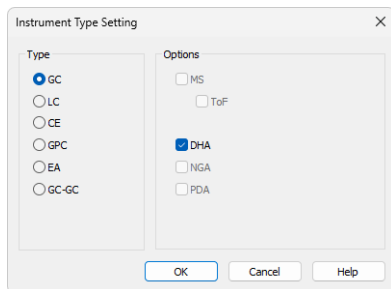 Instrument Type Setting
Type
GC
LC
CE
GPC
EA
GC-GC
Options
MS
ToF
DHA
NGA
PDA
OK
Cancel
Help